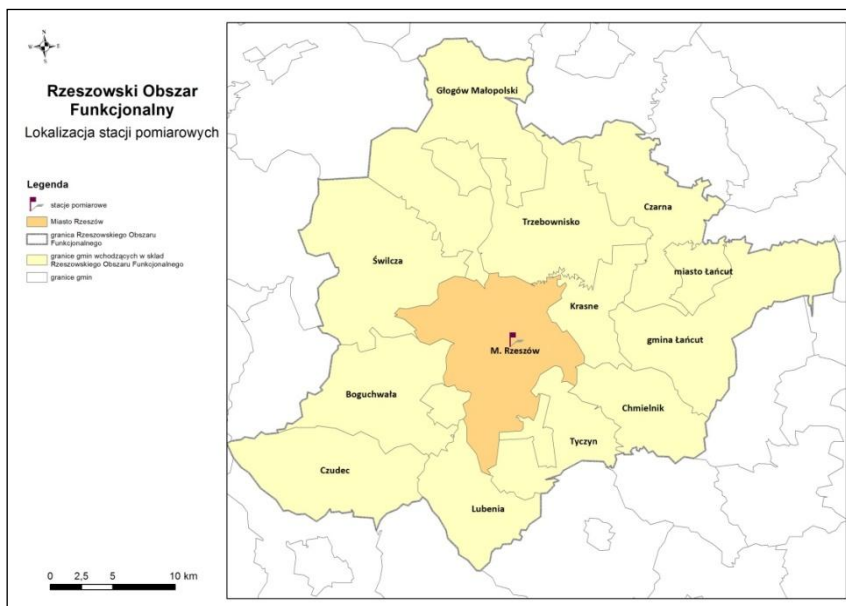 N
W E
S
Rzeszowski Obszar
Funkcjonalny
Lokalizacja stacji pomiarowych
Legenda
stacje pomiarowe
Miasto Rzeszów
granica Rzeszowskiego Obszaru
Funkcjonalnego
granice gmin wchodzących w skład
Rzeszowskiego Obszaru Funkcjonalnego
granice gmin
0 2,5 5 10 km
Głogów Małopolski
Trzebownisko
Czarna
Świlcza
miasto Łańcut
Krasne
gmina Łańcut
M. Rzeszów
Boguchwała
Chmielnik
Tyczyn
Czudec
Lubenia